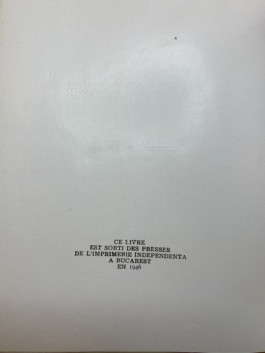 CE LIVRE
EST SORTI DES PRESSES
DE L'IMPRIMERIE INDEPENDENTA
A BUCAREST
EN 1946